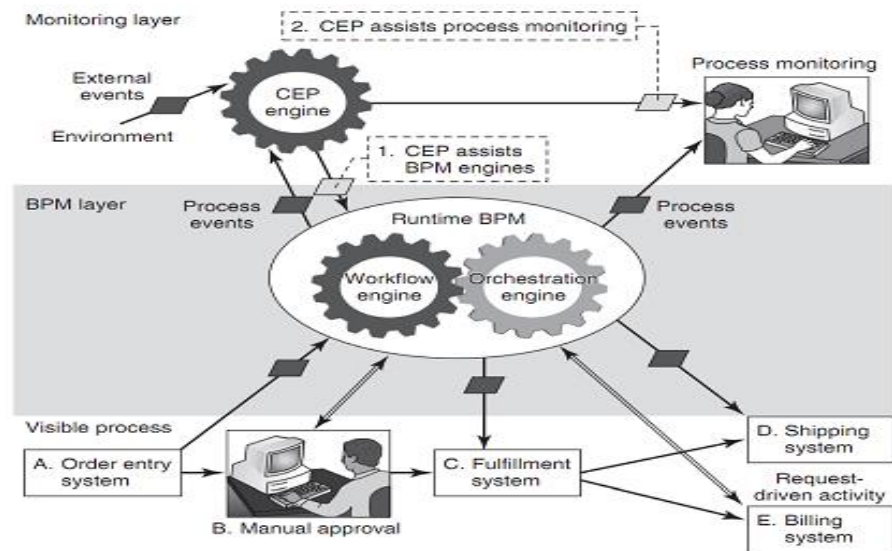 Monitoring layer
2. CEP assists process monitoring
Process monitoring
External
events
CEP
engine
Environment
1. CEP assists
BPM engines
BPM layer
Process
events
Runtime BPM
Process
events
Workflow
engine
Orchestration
engine
Visible process
A. Order entry
system
B. Manual approval
C. Fulfillment
system
D. Shipping
system
Request-
driven activity
E. Billing
system